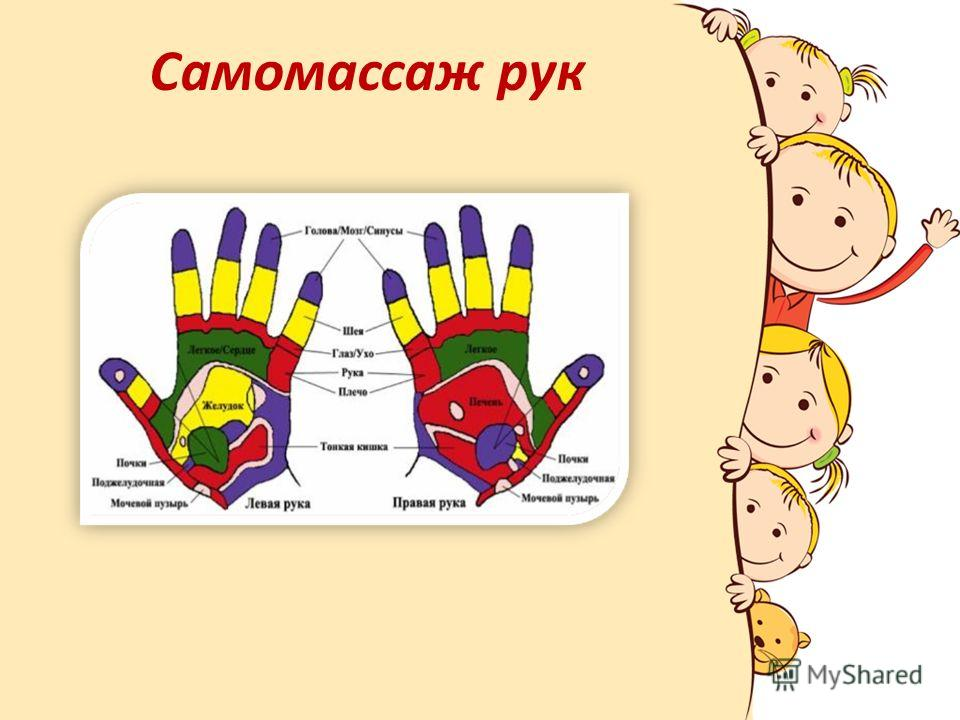 Самомассаж рук
Голова/Мозг/Синусы
Шея
Легкое/Сердце
Глаз/Ухо
Легкое
Рука
Плечо
Желудок
Печень
Тонкая кишка
Почки
Почки
Поджелудочная
Поджелудочная
Мочевой пузырь
Левая рука
Правая рука
Мочевой пузырь
MyShared